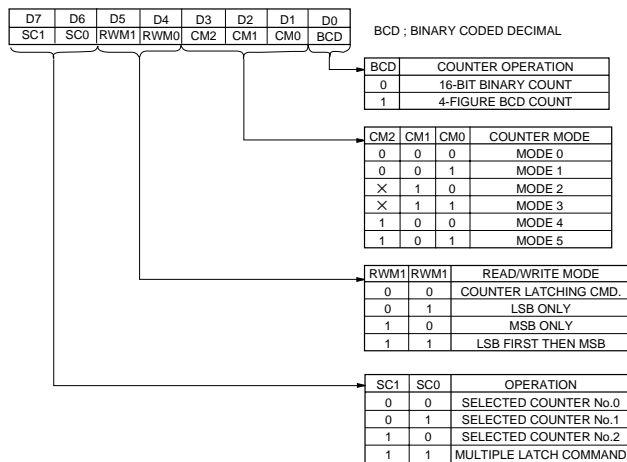 D7 D6 D5 D4 D3 D2 D1 D0
SC1 SC0 RWM1 RWM0 CM2 CM1 CM0 BCD
BCD ; BINARY CODED DECIMAL
BCD COUNTER OPERATION
0 16-BIT BINARY COUNT
1 4-FIGURE BCD COUNT
CM2 CM1 CM0 COUNTER MODE
0 0 0 MODE 0
0 0 1 MODE 1
× 1 0 MODE 2
× 1 1 MODE 3
1 0 0 MODE 4
1 0 1 MODE 5
RWM1 RWM1 READ/WRITE MODE
0 0 COUNTER LATCHING CMD.
0 1 LSB ONLY
1 0 MSB ONLY
1 1 LSB FIRST THEN MSB
SC1 SC0 OPERATION
0 0 SELECTED COUNTER No.0
0 1 SELECTED COUNTER No.1
1 0 SELECTED COUNTER No.2
1 1 MULTIPLE LATCH COMMAND